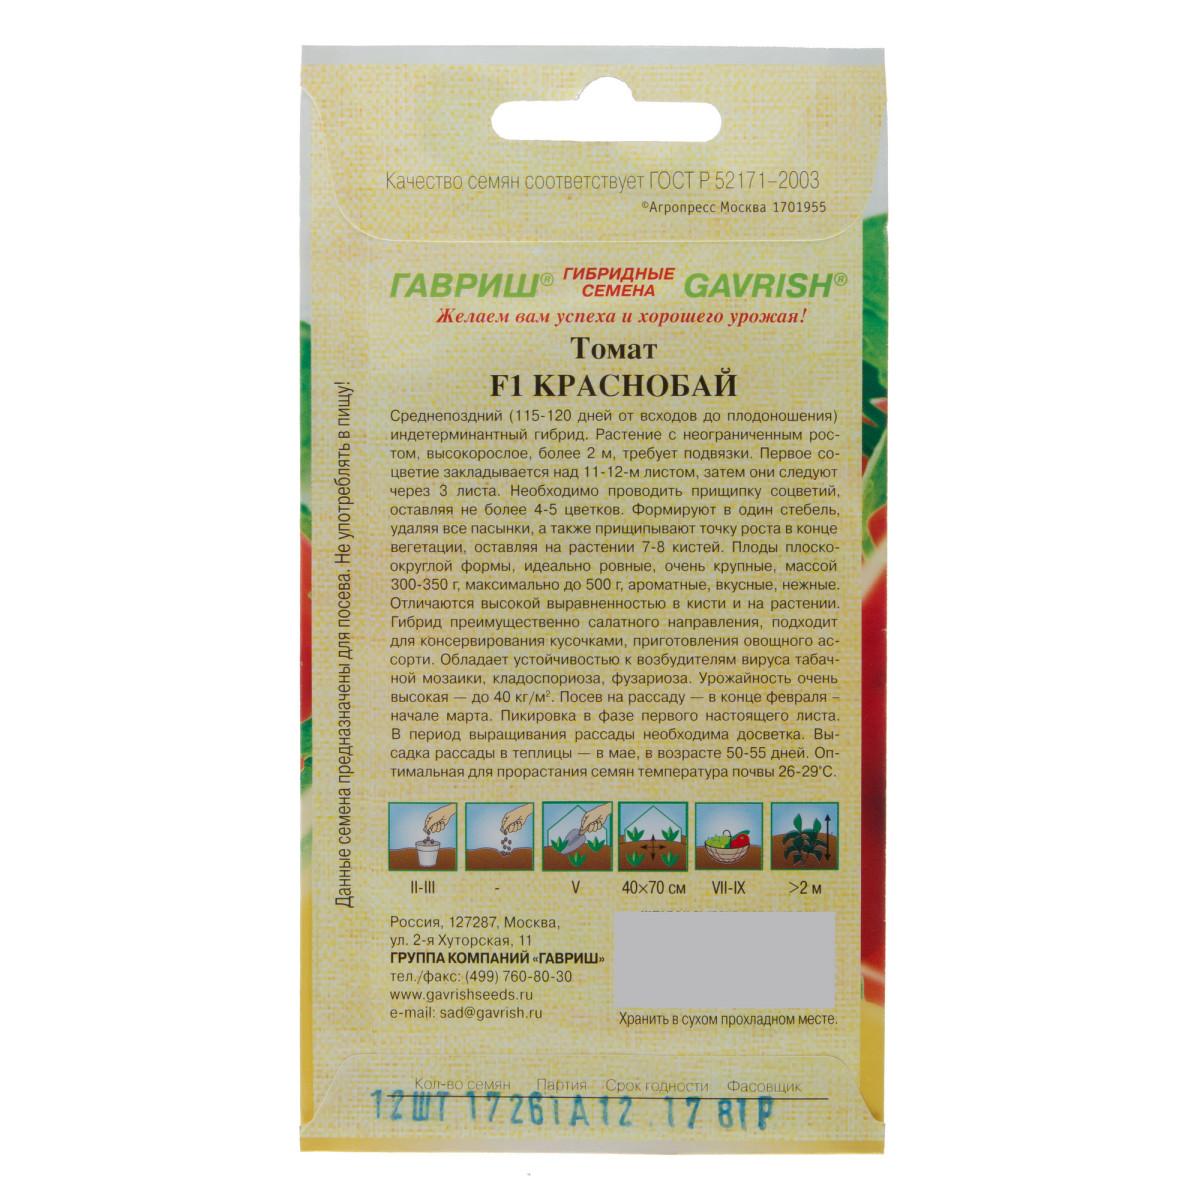 Качество семян соответствует ГОСТ Р 52171–2003
©Агропресс Москва 1701955
ГАВРИШ® ГИБРИДНЫЕ СЕМЕНА GAVRISH®
Желаем вам успеха и хорошего урожая!
Томат
F1 КРАСНОБАЙ
Среднепоздний (115-120 дней от всходов до плодоношения)
индетерминантный гибрид. Растение с неограниченным рос-
том, высокорослое, более 2 м, требует подвязки. Первое со-
цветие закладывается над 11-12-м листом, затем они следуют
через 3 листа. Необходимо проводить прищипку соцветий,
оставляя не более 4-5 цветков. Формируют в один стебель,
удаляя все пасынки, а также прищипывают точку роста в конце
вегетации, оставляя на растении 7-8 кистей. Плоды плоско-
округлой формы, идеально ровные, очень крупные, массой
300-350 г, максимально до 500 г, ароматные, вкусные, нежные.
Отличаются высокой выравненностью в кисти и на растении.
Гибрид преимущественно салатного направления, подходит
для консервирования кусочками, приготовления овощного ас-
сорти. Обладает устойчивостью к возбудителям вируса табач-
ной мозаики, кладоспориоза, фузариоза. Урожайность очень
высокая — до 40 кг/м². Посев на рассаду — в конце февраля –
начале марта. Пикировка в фазе первого настоящего листа.
В период выращивания рассады необходима досветка. Вы-
садка рассады в теплицы — в мае, в возрасте 50-55 дней. Оп-
тимальная для прорастания семян температура почвы 26-29°С.
Данные семена предназначены для посева. Не употреблять в пищу!
II-III - V 40×70 см VII-IX >2 м
Россия, 127287, Москва,
ул. 2-я Хуторская, 11
ГРУППА КОМПАНИЙ «ГАВРИШ»
тел./факс: (499) 760-80-30
www.gavrishseeds.ru
e-mail: sad@gavrish.ru
Хранить в сухом прохладном месте.
Кол-во семян Партия Срок годности Фасовщик
12ШТ 17261А12.17 81Р